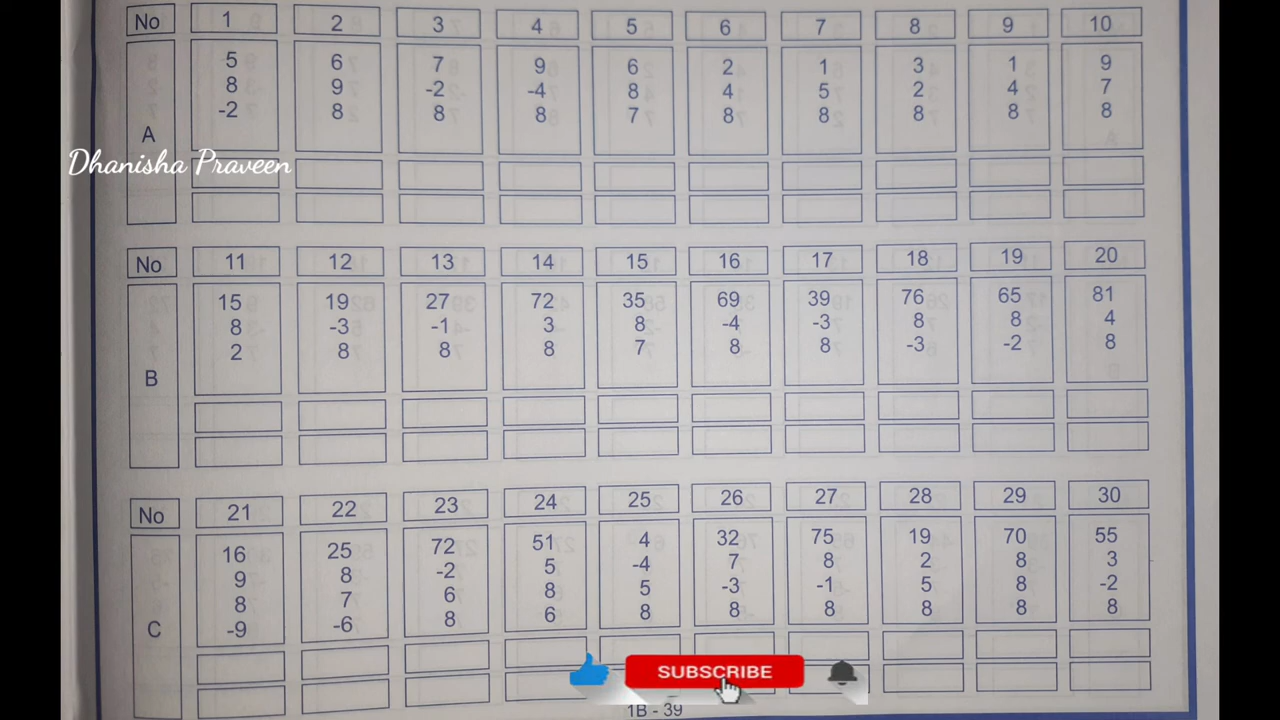 No 1 2 3 4 5 6 7 8 9 10
5 6 7 9 6 2 1 3 1 9
8 9 -2 -4 8 4 5 2 4 7
-2 8 8 8 7 8 8 8 8 8
A
Dhanisha Praveen
No 11 12 13 14 15 16 17 18 19 20
15 19 27 72 35 69 39 76 65 81
8 -3 -1 3 8 -4 -3 8 8 4
2 8 8 8 7 8 8 -3 -2 8
B
No 21 22 23 24 25 26 27 28 29 30
16 25 72 51 4 32 75 19 70 55
9 8 -2 5 -4 7 8 2 8 3
8 7 6 8 5 -3 -1 5 8 -2
-9 -6 8 6 8 8 8 8 8 8
C
SUBSCRIBE
1B - 39